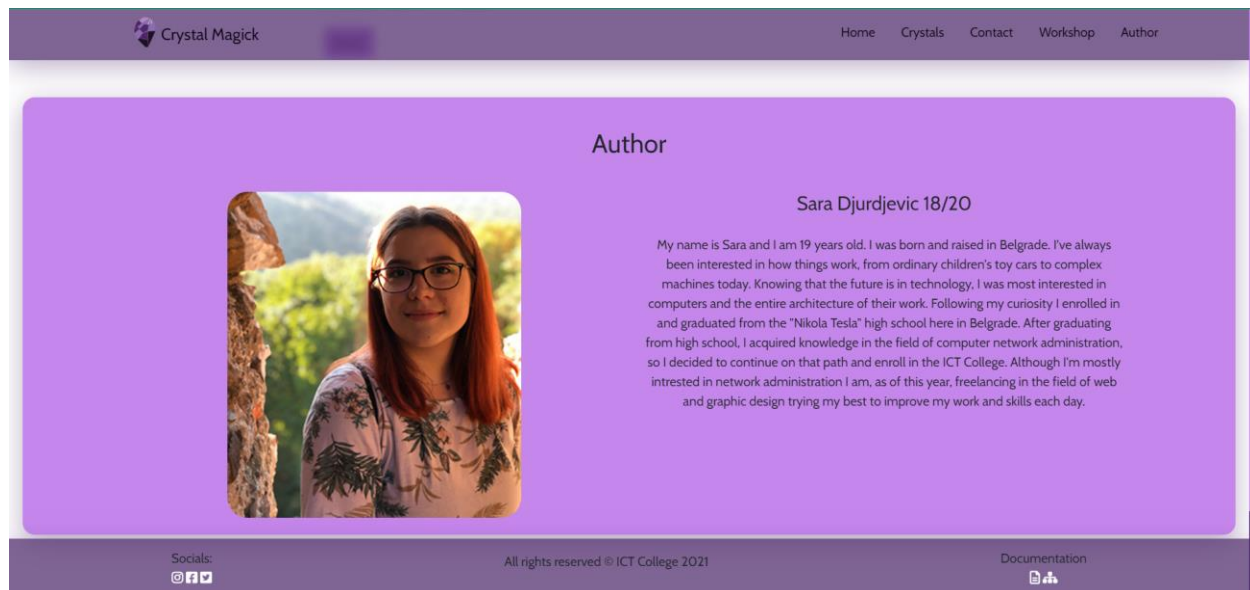 Crystal Magick
Home Crystals Contact Workshop Author
Author
Sara Djurdjevic 18/20
My name is Sara and I am 19 years old. I was born and raised in Belgrade. I've always
been interested in how things work, from ordinary children's toy cars to complex
machines today. Knowing that the future is in technology, I was most interested in
computers and the entire architecture of their work. Following my curiosity I enrolled in
and graduated from the "Nikola Tesla" high school here in Belgrade. After graduating
from high school, I acquired knowledge in the field of computer network administration,
so I decided to continue on that path and enroll in the ICT College. Although I'm mostly
intrested in network administration I am, as of this year, freelancing in the field of web
and graphic design trying my best to improve my work and skills each day.
Socials:
All rights reserved © ICT College 2021
Documentation